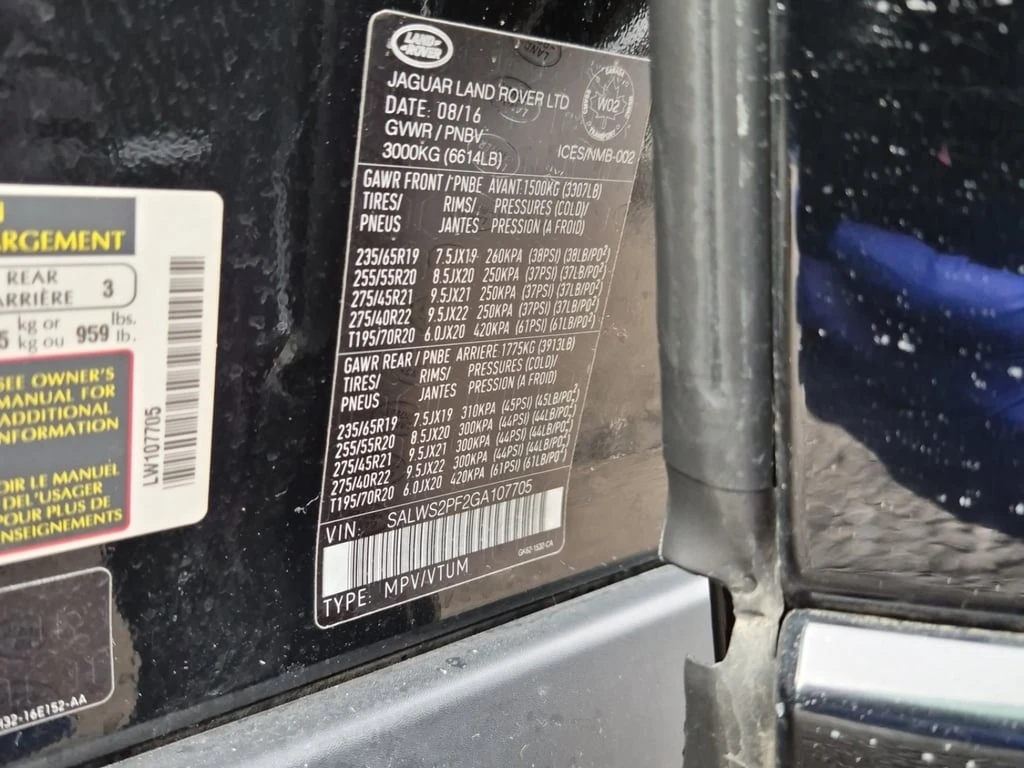 LAND
ROVER
JAGUAR LAND ROVER LTD
DATE: 08/16
GVWR / PNBV
3000KG (6614LB)
CANADA
W02
TRANSPORT
ICES/NMB-002
GAWR FRONT / PNBE AVANT 1500KG (3307LB)
TIRES/ RIMS/ PRESSURES (COLD)/
PNEUS JANTES PRESSION (A FROID)
235/65R19 7.5JX19 260KPA (38PSI) (38LB/PO²)
255/55R20 8.5JX20 250KPA (37PSI) (37LB/PO²)
275/45R21 9.5JX21 250KPA (37PSI) (37LB/PO²)
275/40R22 9.5JX22 250KPA (37PSI) (37LB/PO²)
T195/70R20 6.0JX20 420KPA (61PSI) (61LB/PO²)
GAWR REAR / PNBE ARRIERE 1775KG (3913LB)
TIRES/ RIMS/ PRESSURES (COLD)/
PNEUS JANTES PRESSION (A FROID)
235/65R19 7.5JX19 310KPA (45PSI) (45LB/PO²)
255/55R20 8.5JX20 300KPA (44PSI) (44LB/PO²)
275/45R21 9.5JX21 300KPA (44PSI) (44LB/PO²)
275/40R22 9.5JX22 300KPA (44PSI) (44LB/PO²)
T195/70R20 6.0JX20 420KPA (61PSI) (61LB/PO²)
VIN: SALWS2PF2GA107705
TYPE: MPV/VTUM
ARGEMENT
REAR
ARRIÈRE 3
kg or 959 lbs.
kg ou lb.
SEE OWNER'S
MANUAL FOR
ADDITIONAL
INFORMATION
VOIR LE MANUEL
DE L'USAGER
POUR PLUS DE
RENSEIGNEMENTS
LW107705
H32-16E152-AA